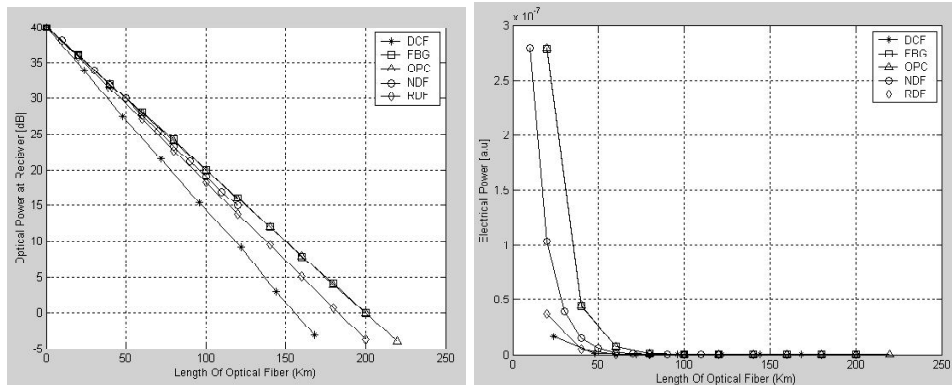 40
35
30
25
20
15
10
5
0
-5
Optical Power at Reciever [dB]
0
50
100
150
200
250
Length Of Optical Fiber (Km)
DCF
FBG
OPC
NDF
RDF
x 10^-7
3
2.5
2
1.5
1
0.5
0
Electrical Power [a.u]
0
50
100
150
200
250
Length Of Optical Fiber (Km)
DCF
FBG
OPC
NDF
RDF